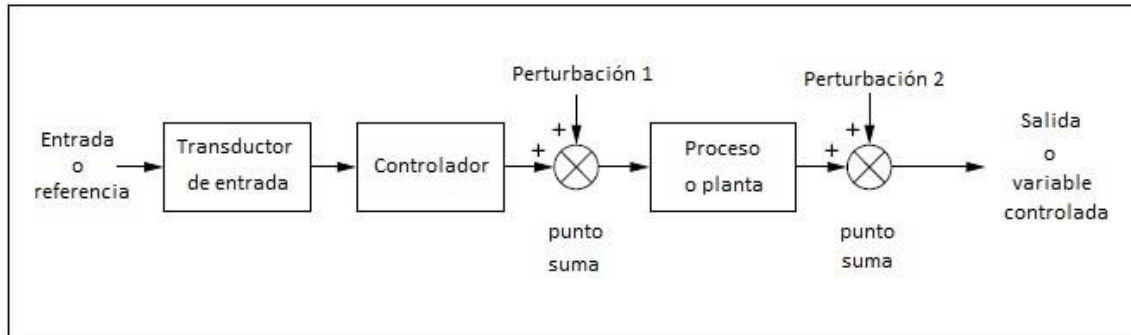 Entrada
o
referencia
Transductor
de entrada
Controlador
Perturbación 1
+
+
punto
suma
Proceso
o planta
Perturbación 2
+
+
punto
suma
Salida
o
variable
controlada